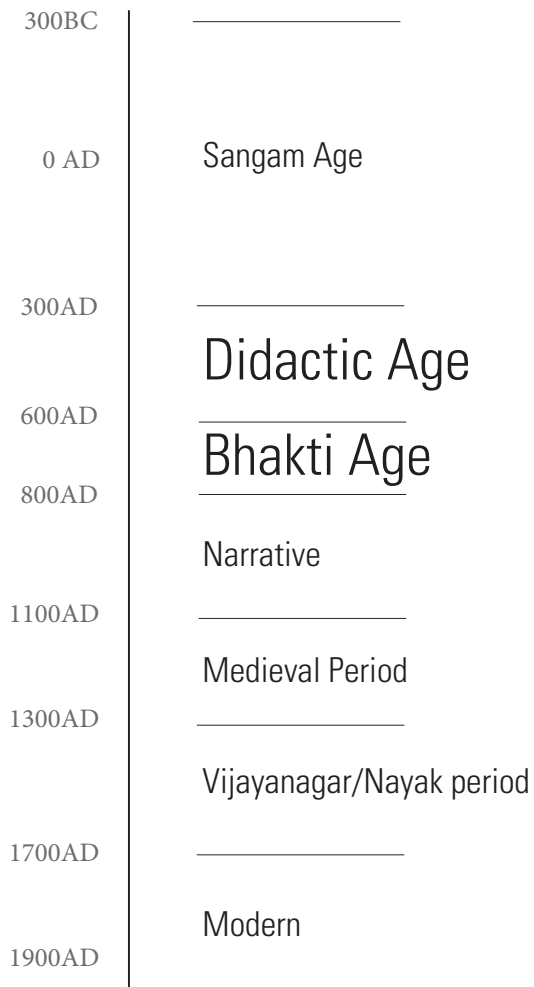 300BC
0 AD
Sangam Age
300AD
Didactic Age
600AD
Bhakti Age
800AD
Narrative
1100AD
Medieval Period
1300AD
Vijayanagar/Nayak period
1700AD
Modern
1900AD